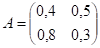 A = ( 0,4 0,5
0,8 0,3 )